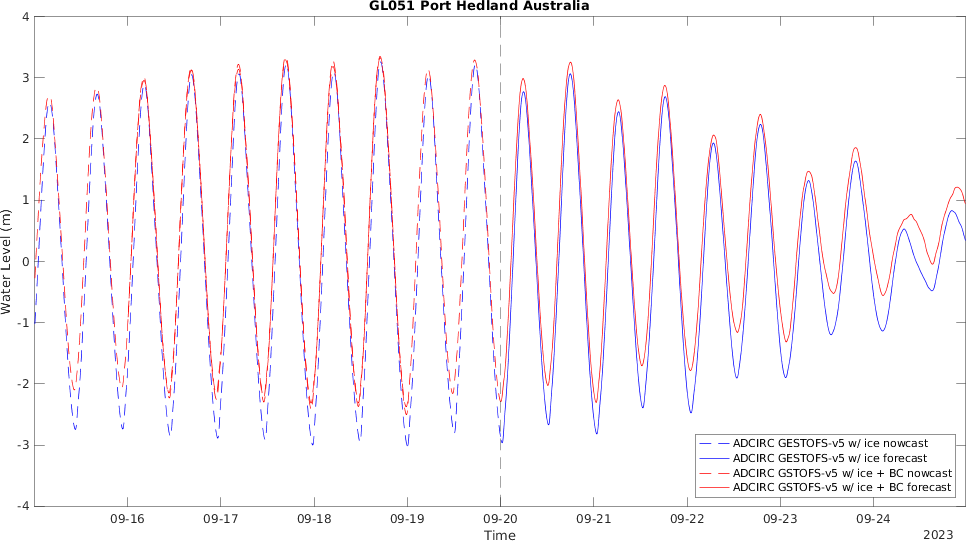 GL051 Port Hedland Australia
4
3
2
1
0
-1
-2
-3
-4
Water Level (m)
09-16 09-17 09-18 09-19 09-20 09-21 09-22 09-23 09-24
Time
2023
ADCIRC GESTOFS-v5 w/ ice nowcast
ADCIRC GESTOFS-v5 w/ ice forecast
ADCIRC GSTOFS-v5 w/ ice + BC nowcast
ADCIRC GSTOFS-v5 w/ ice + BC forecast